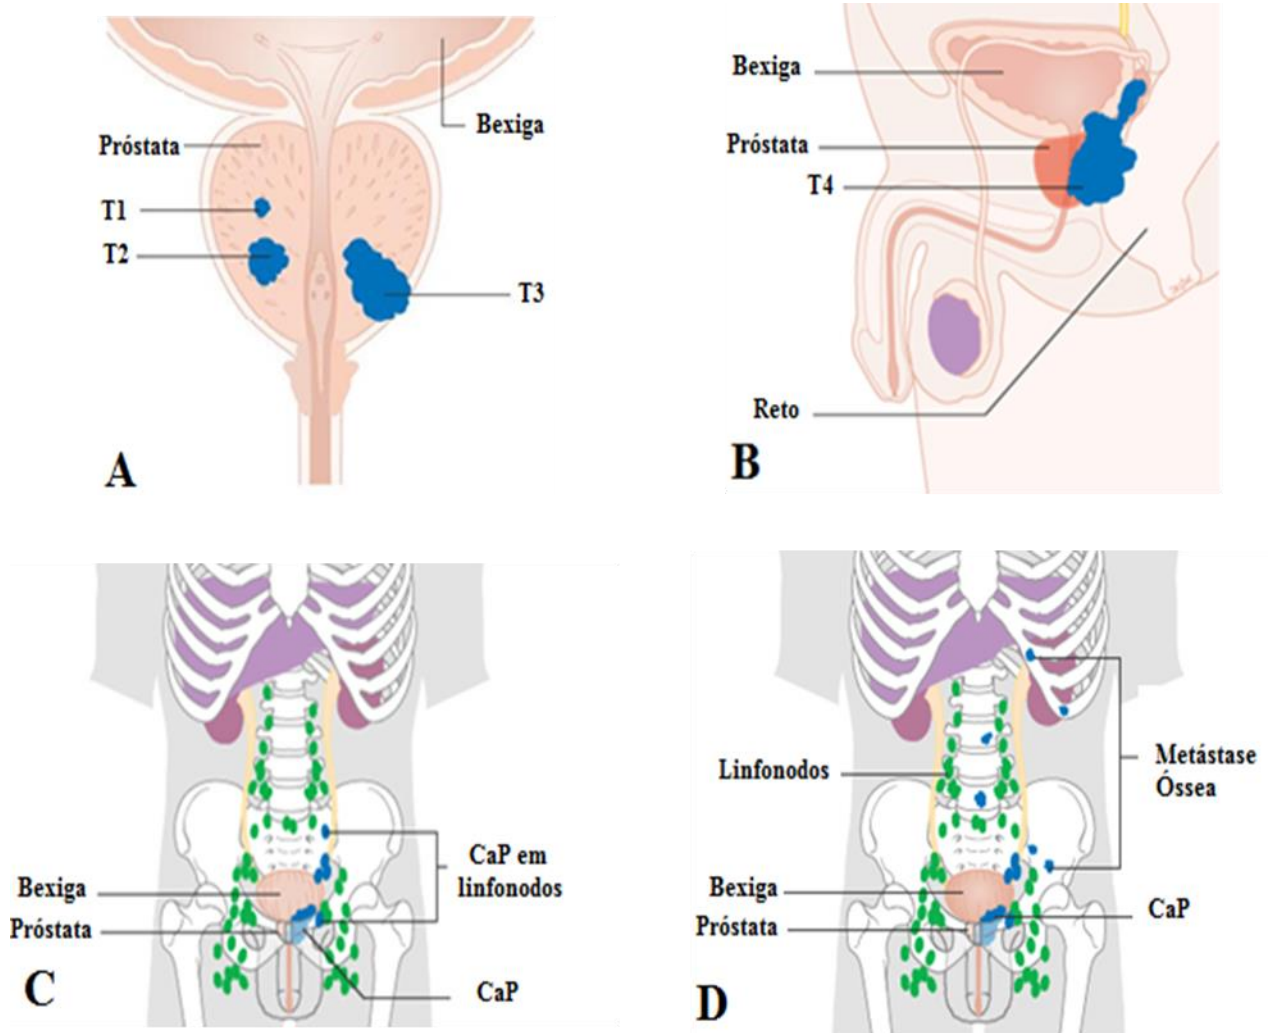 Próstata
T1
T2
Bexiga
T3
A
Bexiga
Próstata
T4
Reto
B
Bexiga
Próstata
CaP em
linfonodos
CaP
C
Linfonodos
Bexiga
Próstata
Metástase
Óssea
CaP
D